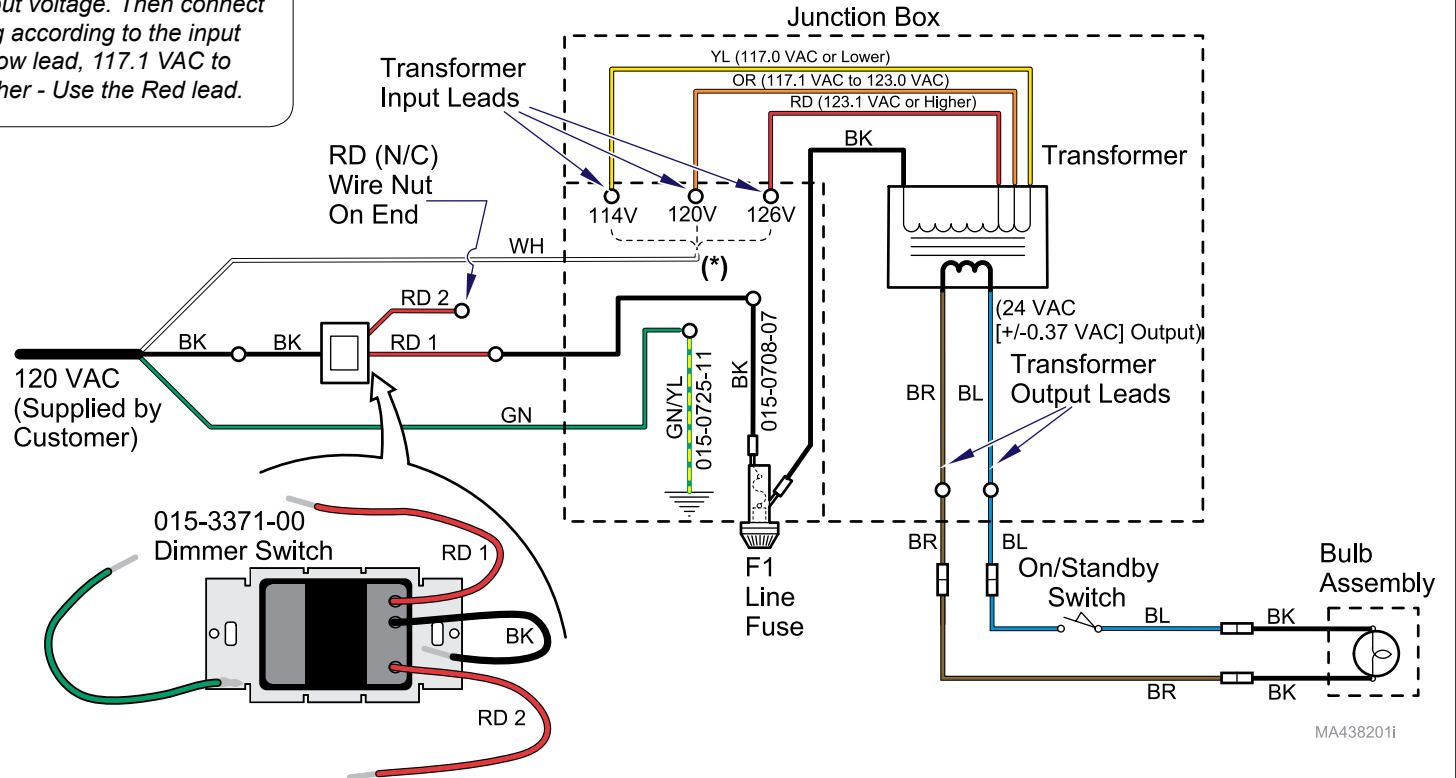 voltage. Then connect
according to the input
lead, 117.1 VAC to
- Use the Red lead.
Junction Box
YL (117.0 VAC or Lower)
OR (117.1 VAC to 123.0 VAC)
RD (123.1 VAC or Higher)
Transformer
Input Leads
BK
Transformer
RD (N/C)
Wire Nut
On End
114V
120V
126V
WH
(*)
RD 2
BK
BK
RD 1
120 VAC
(Supplied by
Customer)
GN
GN/YL
015-0725-11
BK
015-0708-07
(24 VAC
[+/-0.37 VAC] Output)
Transformer
Output Leads
BR
BL
015-3371-00
Dimmer Switch
RD 1
BK
RD 2
F1
Line
Fuse
BR
BL
On/Standby
Switch
BL
BK
Bulb
Assembly
BR
BK
MA438201i